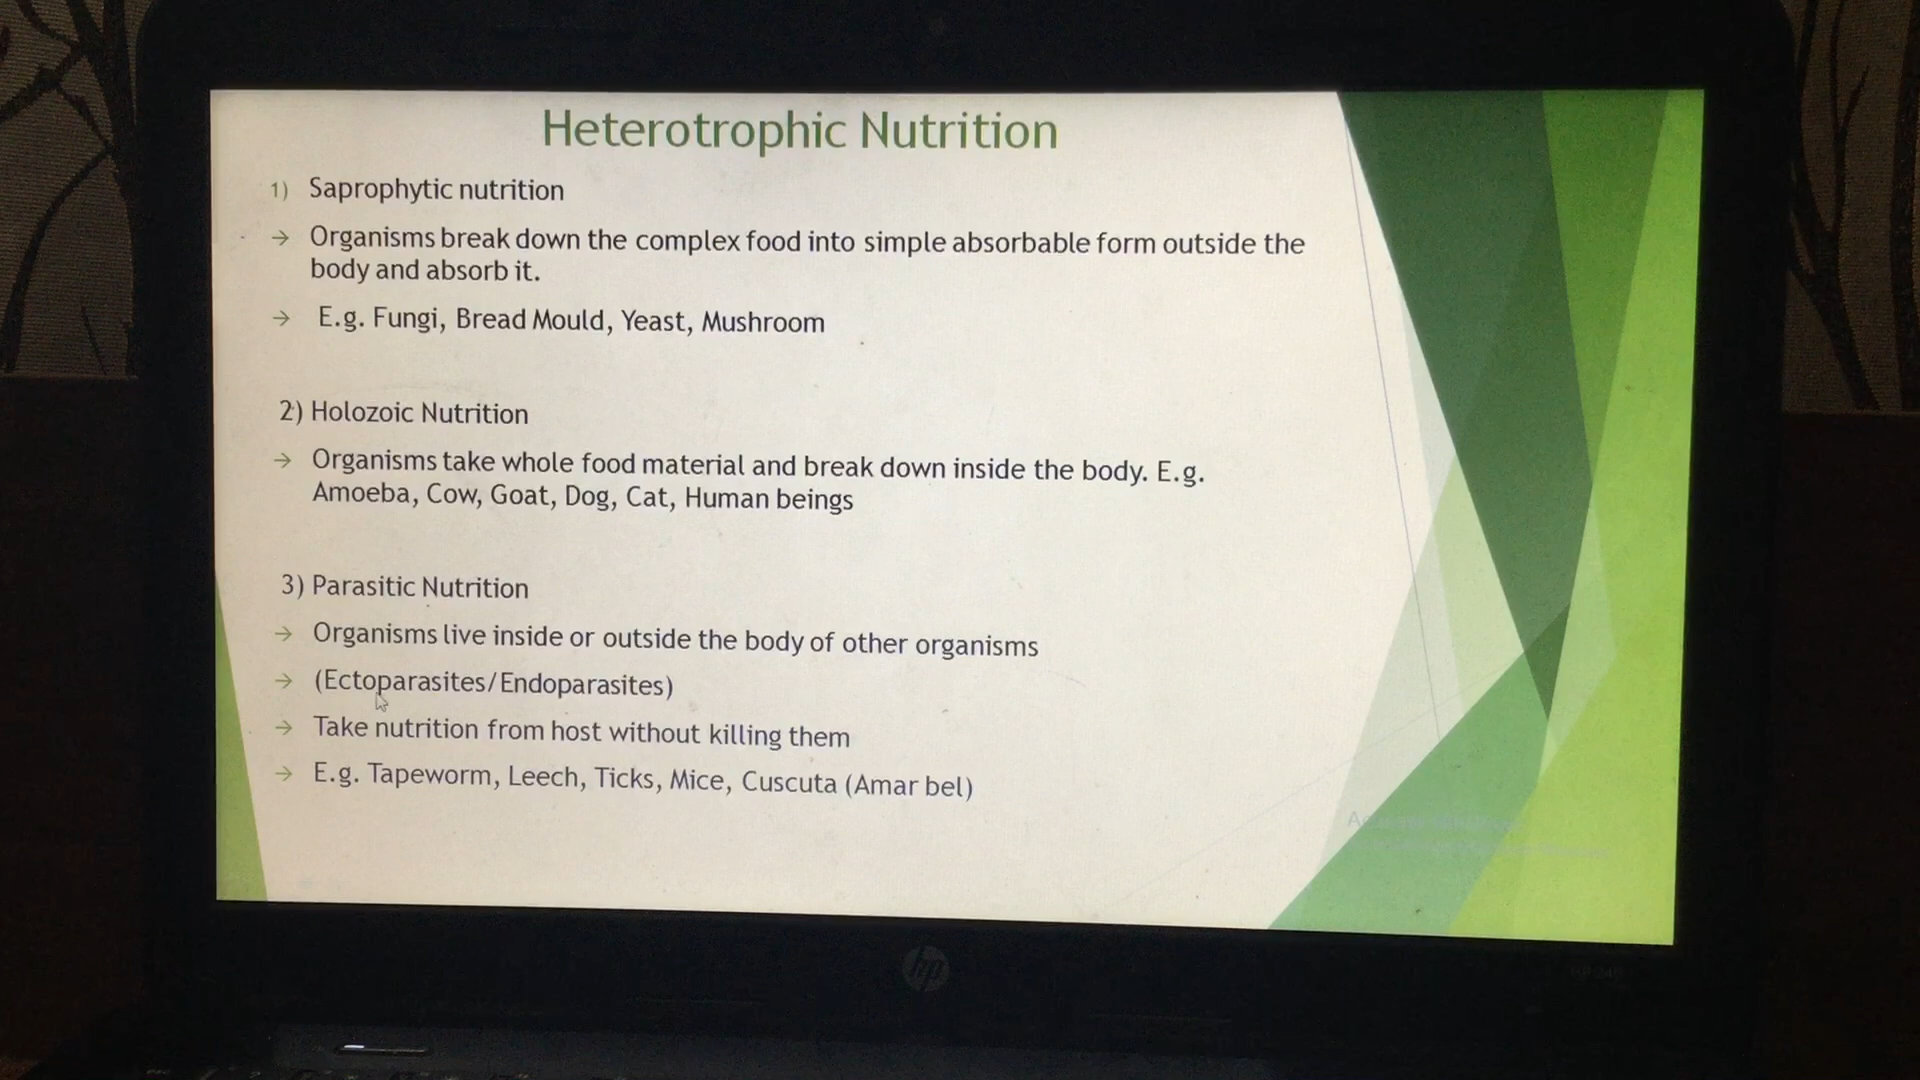 Heterotrophic Nutrition
1) Saprophytic nutrition
→ Organisms break down the complex food into simple absorbable form outside the
body and absorb it.
→ E.g. Fungi, Bread Mould, Yeast, Mushroom
2) Holozoic Nutrition
→ Organisms take whole food material and break down inside the body. E.g.
Amoeba, Cow, Goat, Dog, Cat, Human beings
3) Parasitic Nutrition
→ Organisms live inside or outside the body of other organisms
→ (Ectoparasites/Endoparasites)
→ Take nutrition from host without killing them
→ E.g. Tapeworm, Leech, Ticks, Mice, Cuscuta (Amar bel)
hp